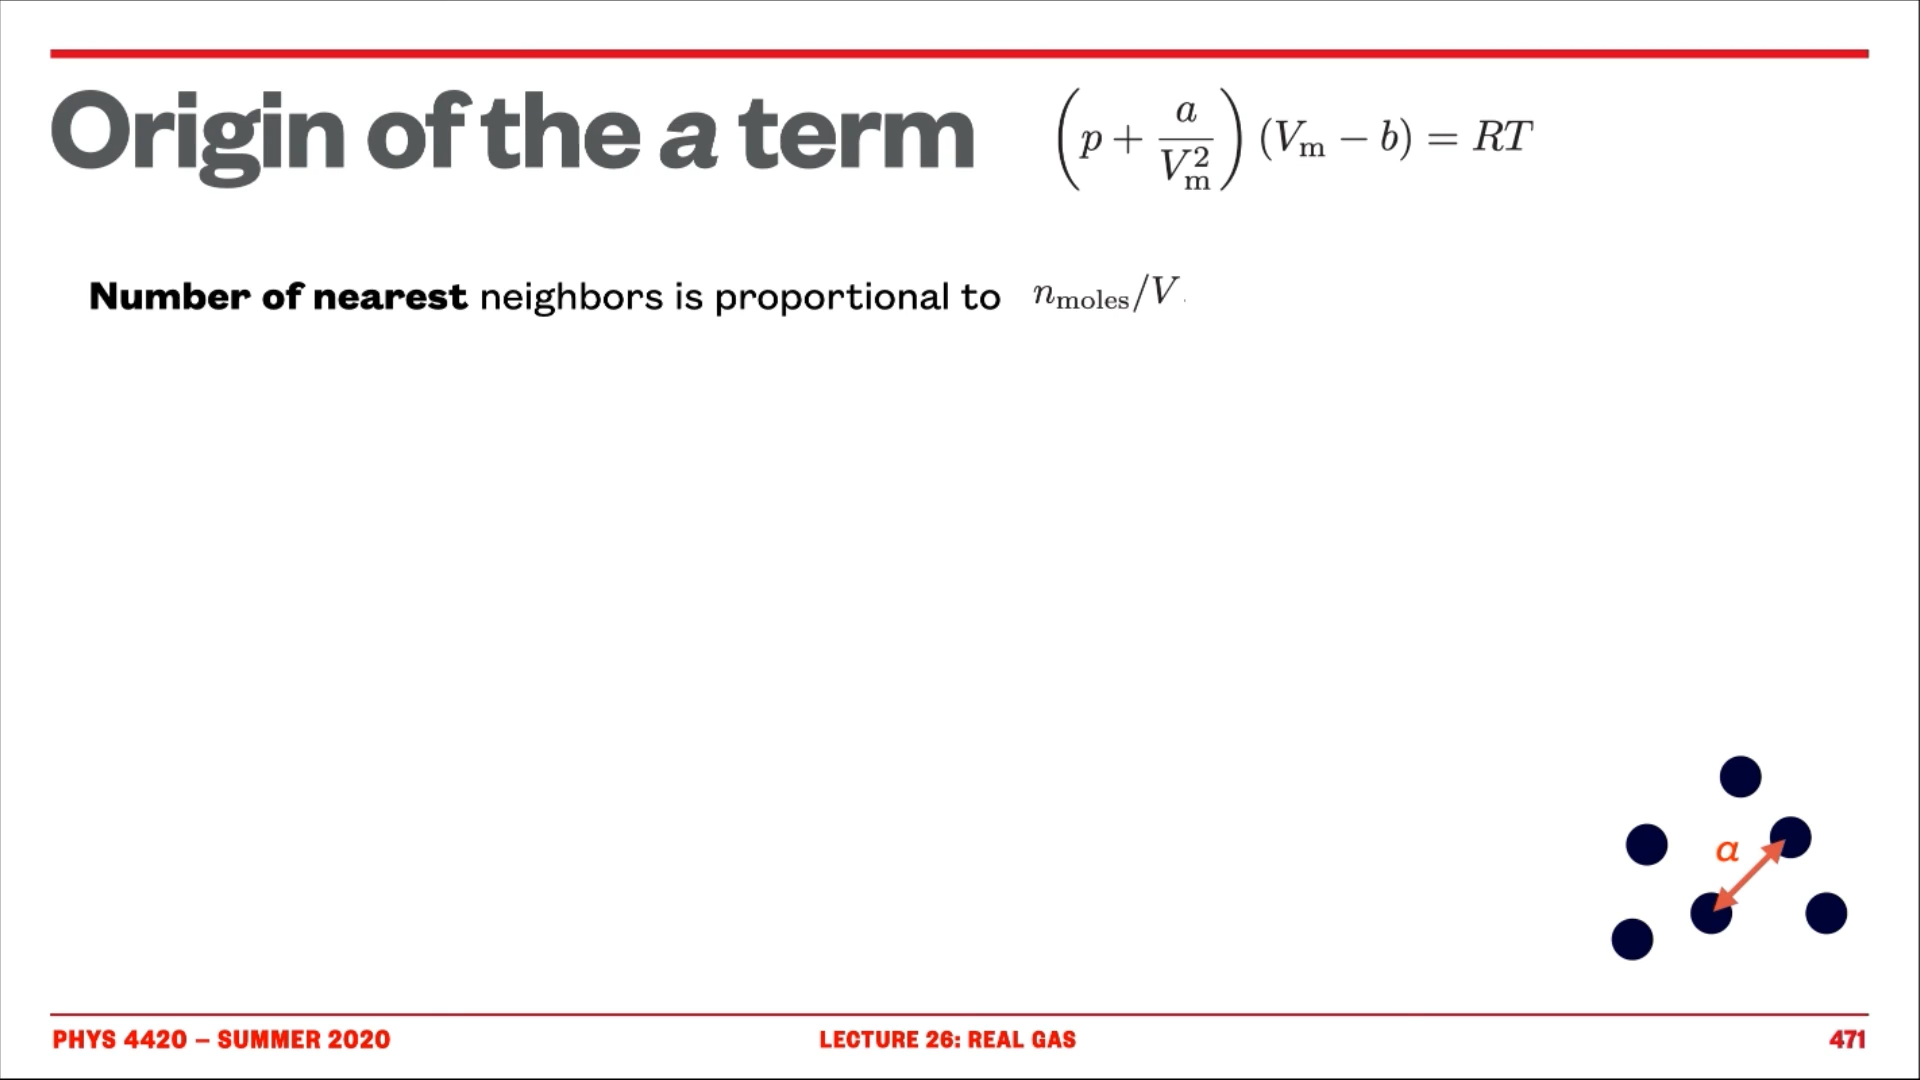 Origin of the a term
(p + a/V_m^2) (V_m − b) = RT
Number of nearest neighbors is proportional to n_moles/V
a
PHYS 4420 – SUMMER 2020
LECTURE 26: REAL GAS
471